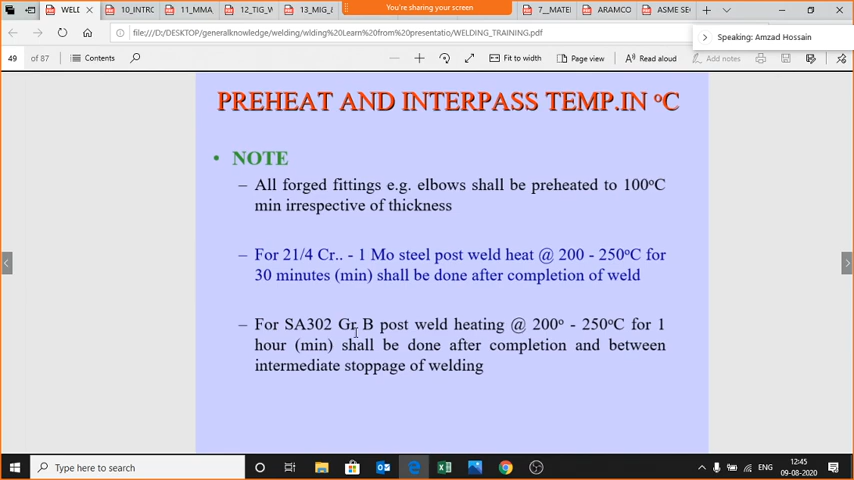 WELD
10_INTRO
11_MMA
12_TIG_W
13_MIG_&
You're sharing your screen
7__MATE
ARAMCO
ASME SE
file:///D:/DESKTOP/generalknowledge/welding/wlding%20Learn%20from%20presentatio/WELDING_TRAINING.pdf
Speaking: Amzad Hossain
49 of 87
Contents
Fit to width
Page view
Read aloud
Add notes
PREHEAT AND INTERPASS TEMP.IN ºC
• NOTE
– All forged fittings e.g. elbows shall be preheated to 100ºC
min irrespective of thickness
– For 21/4 Cr.. - 1 Mo steel post weld heat @ 200 - 250ºC for
30 minutes (min) shall be done after completion of weld
– For SA302 Gr B post weld heating @ 200º - 250ºC for 1
hour (min) shall be done after completion and between
intermediate stoppage of welding
Type here to search
ENG
12:45
09-08-2020